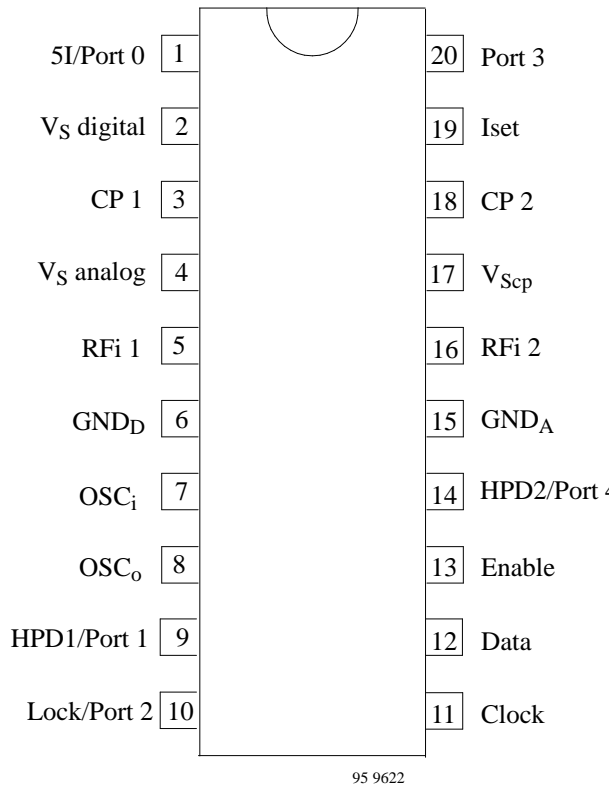 5I/Port 0 1 20 Port 3
VS digital 2 19 Iset
CP 1 3 18 CP 2
VS analog 4 17 VScp
RFi 1 5 16 RFi 2
GNDD 6 15 GNDA
OSCi 7 14 HPD2/Port 4
OSCo 8 13 Enable
HPD1/Port 1 9 12 Data
Lock/Port 2 10 11 Clock
95 9622